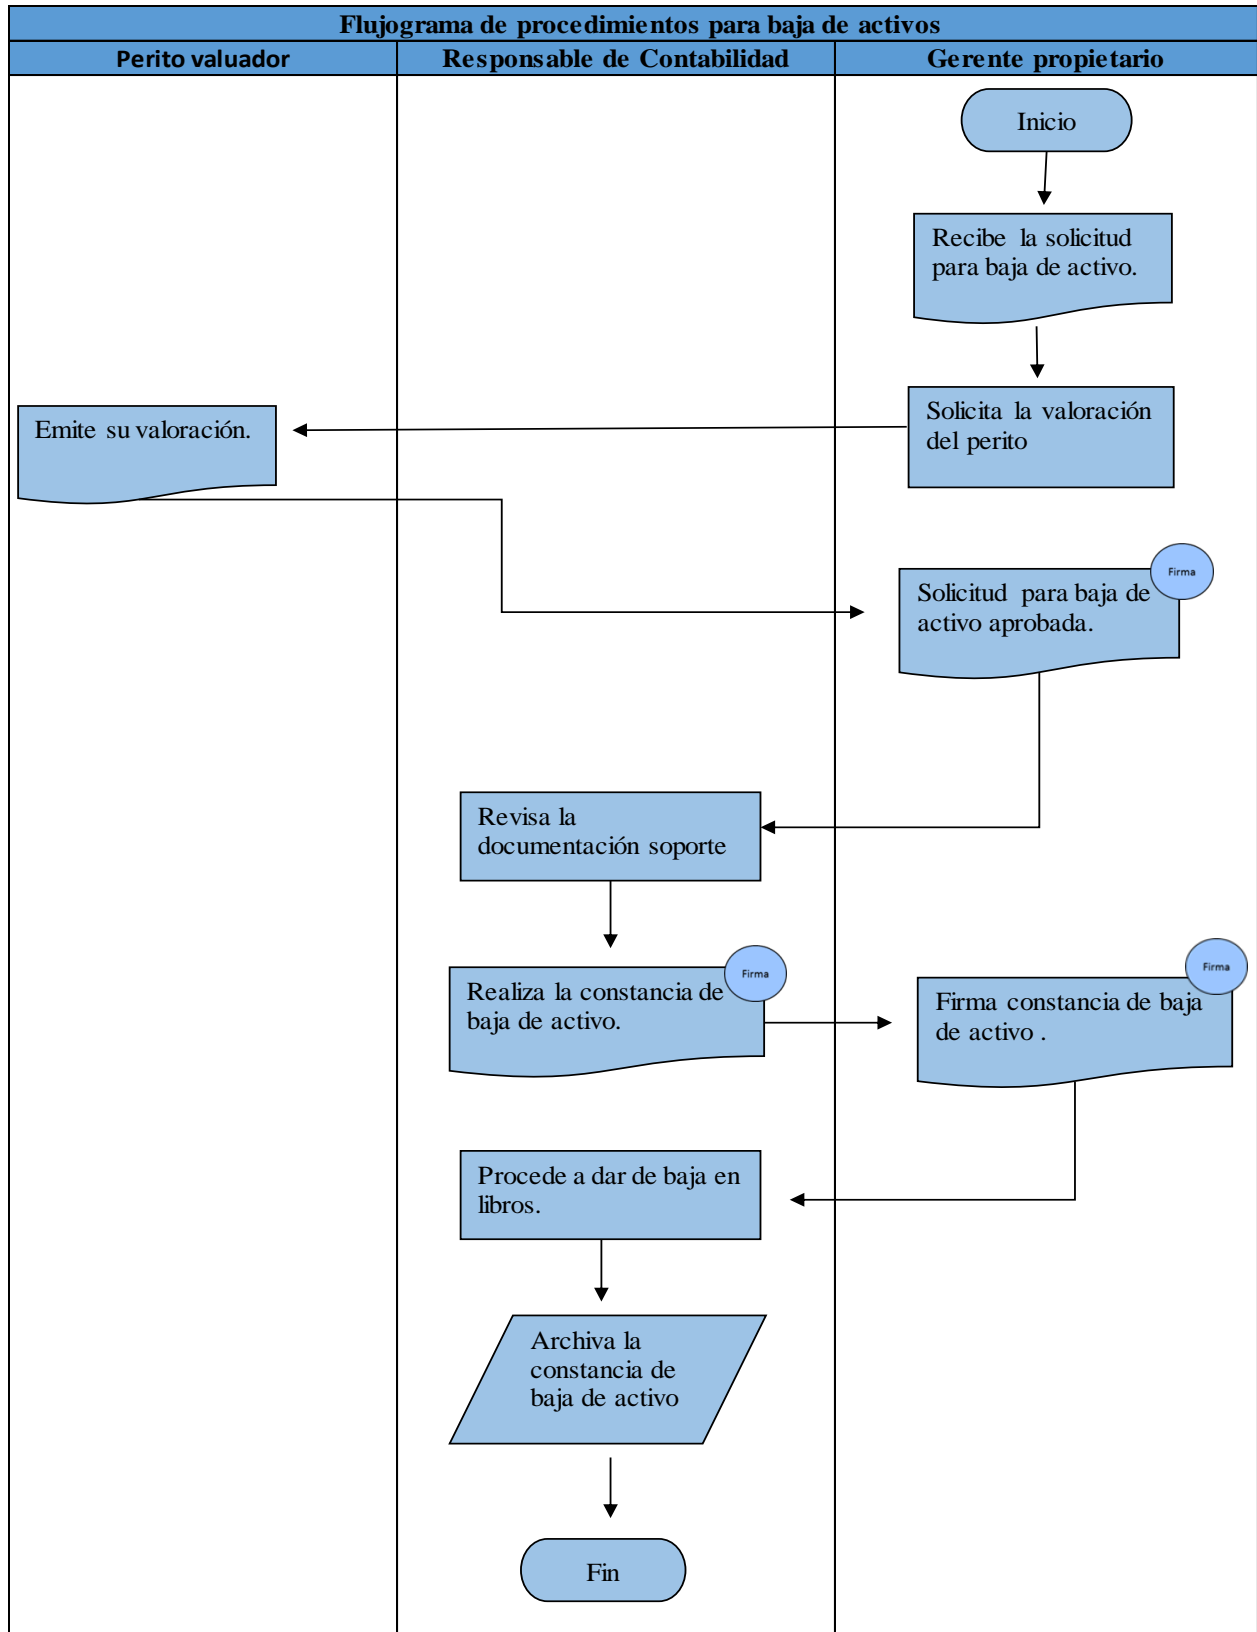 Flujograma de procedimientos para baja de activos
Perito valuador
Responsable de Contabilidad
Gerente propietario
Inicio
Recibe la solicitud
para baja de activo.
Solicita la valoración
del perito
Emite su valoración.
Firma
Solicitud para baja de
activo aprobada.
Revisa la
documentación soporte
Firma
Realiza la constancia de
baja de activo.
Firma
Firma constancia de baja
de activo .
Procede a dar de baja en
libros.
Archiva la
constancia de
baja de activo
Fin